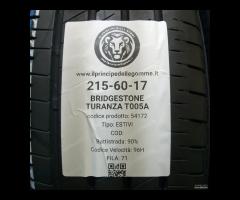 www.ilprincipedellegomme.it
215-60-17
BRIDGESTONE
TURANZA T005A
codice prodotto: 54172
Tipo: ESTIVI
COD:
Battistrada: 90%
Codice Velocità: 96H
FILA: 71